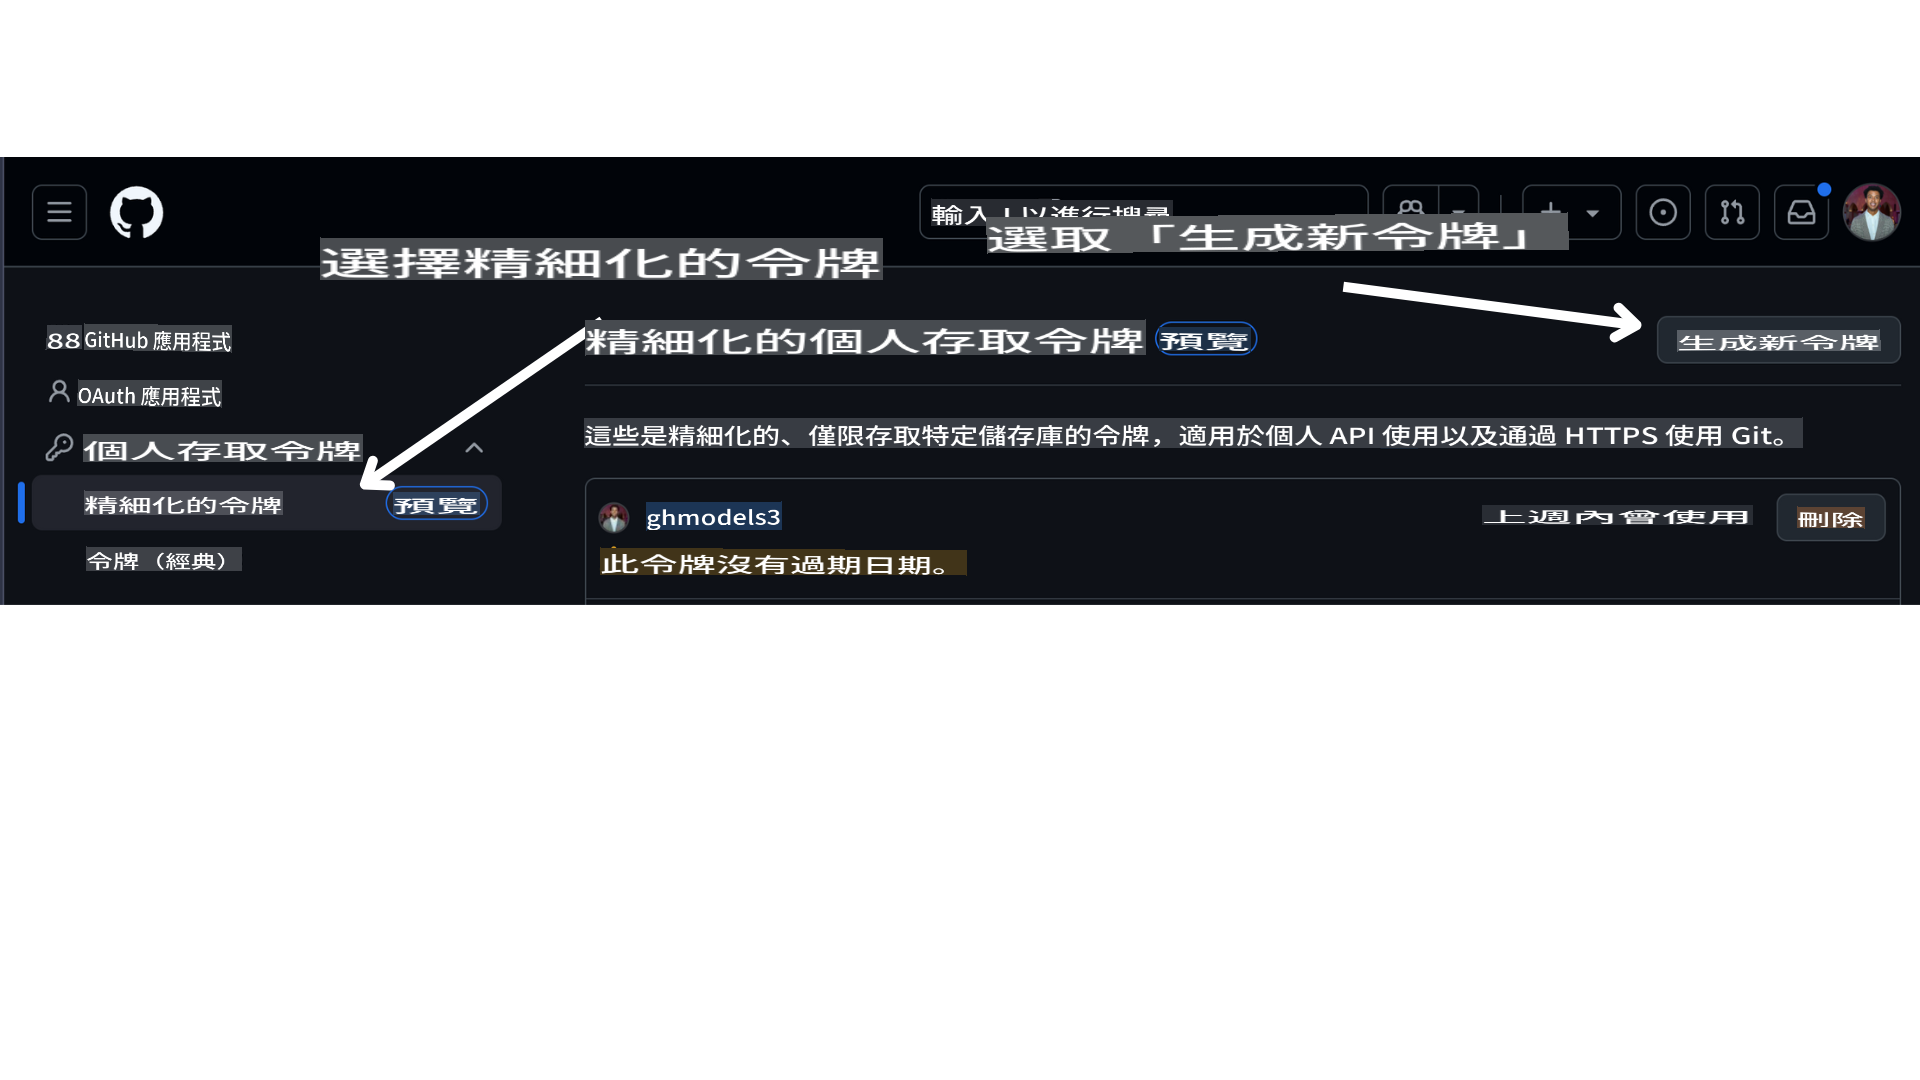 輸入 / 以進行搜尋
選取「生成新令牌」
選擇精細化的令牌
88 GitHub 應用程式
精細化的個人存取令牌 預覽
生成新令牌
OAuth 應用程式
個人存取令牌
這些是精細化的、僅限存取特定儲存庫的令牌，適用於個人 API 使用以及通過 HTTPS 使用 Git。
精細化的令牌 預覽
ghmodels3
上週內曾使用
刪除
令牌（經典）
此令牌沒有過期日期。